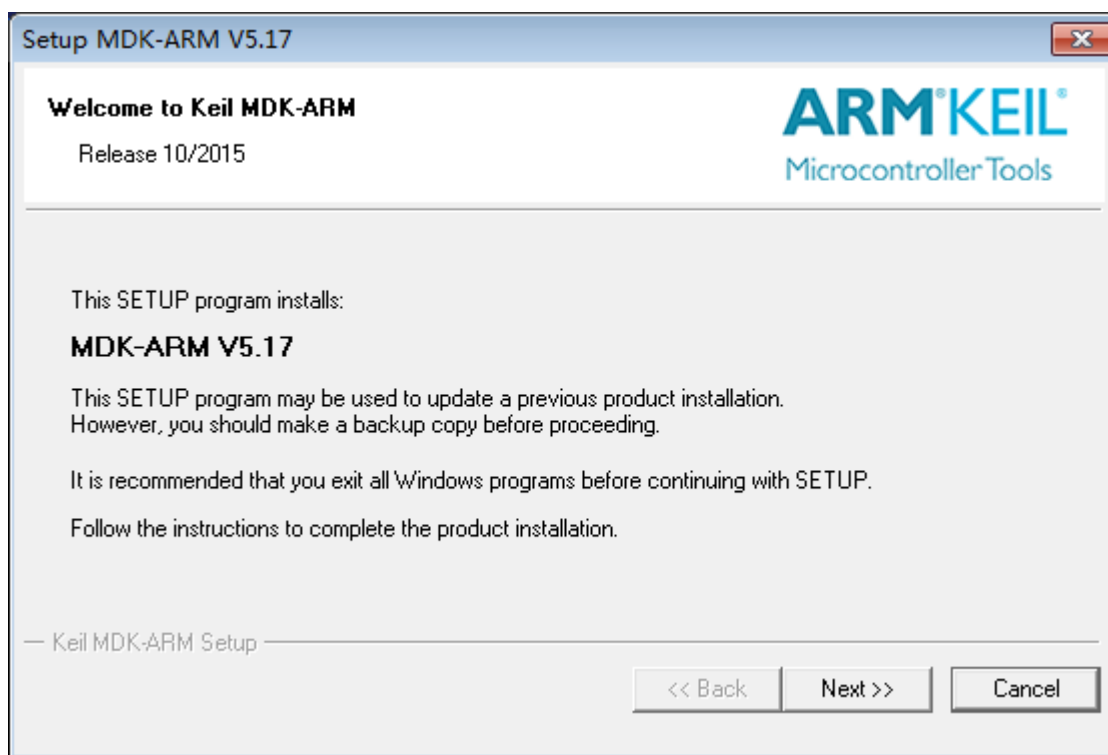 Setup MDK-ARM V5.17
Welcome to Keil MDK-ARM
Release 10/2015
ARM®KEIL®
Microcontroller Tools
This SETUP program installs:
MDK-ARM V5.17
This SETUP program may be used to update a previous product installation.
However, you should make a backup copy before proceeding.
It is recommended that you exit all Windows programs before continuing with SETUP.
Follow the instructions to complete the product installation.
Keil MDK-ARM Setup
<< Back
Next >>
Cancel